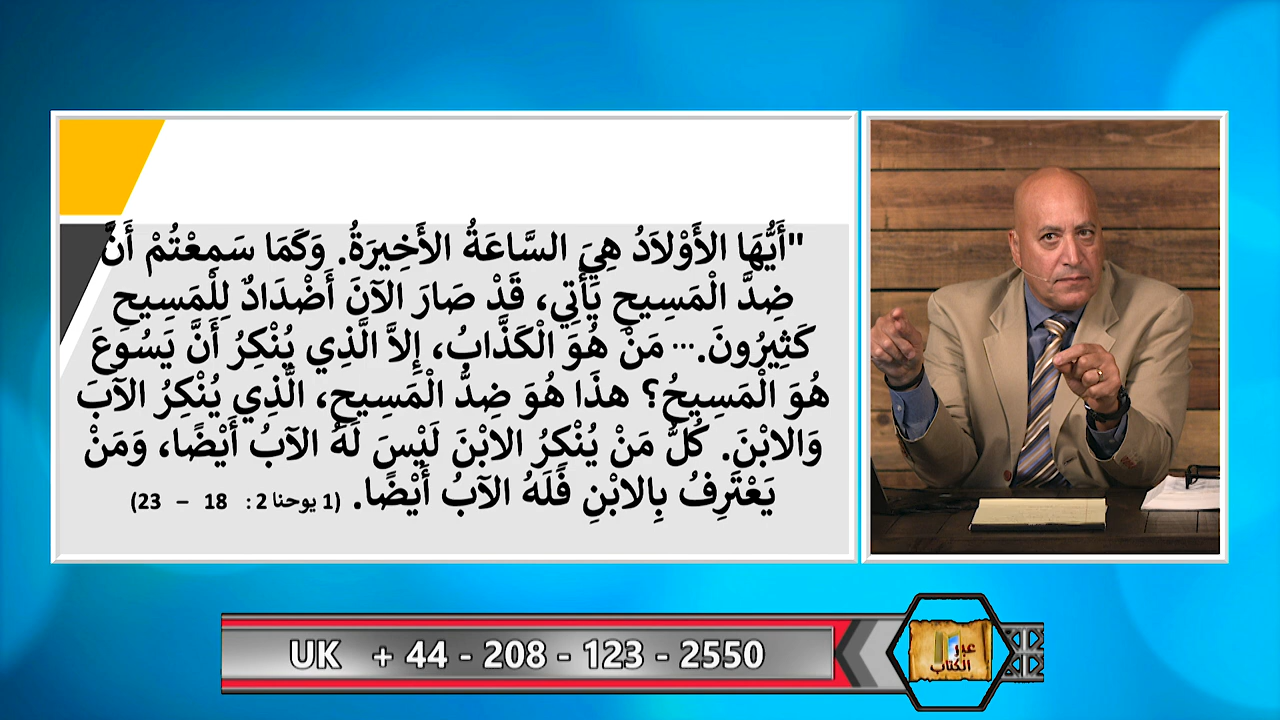 "أَيُّهَا الأَوْلاَدُ هِيَ السَّاعَةُ الأَخِيرَةُ. وَكَمَا سَمِعْتُمْ أَنَّ
ضِدَّ الْمَسِيحِ يَأْتِي، قَدْ صَارَ الآنَ أَضْدَادٌ لِلْمَسِيحِ
كَثِيرُونَ.... مَنْ هُوَ الْكَذَّابُ، إِلاَّ الَّذِي يُنْكِرُ أَنَّ يَسُوعَ
هُوَ الْمَسِيحُ؟ هذَا هُوَ ضِدُّ الْمَسِيحِ، الَّذِي يُنْكِرُ الآبَ
وَالابْنَ. كُلُّ مَنْ يُنْكِرُ الابْنَ لَيْسَ لَهُ الآبُ أَيْضًا، وَمَنْ
يَعْتَرِفُ بِالابْنِ فَلَهُ الآبُ أَيْضًا. (1 يوحنا 2 : 18 – 23)
UK + 44 - 208 - 123 - 2550
عبر
الكتاب